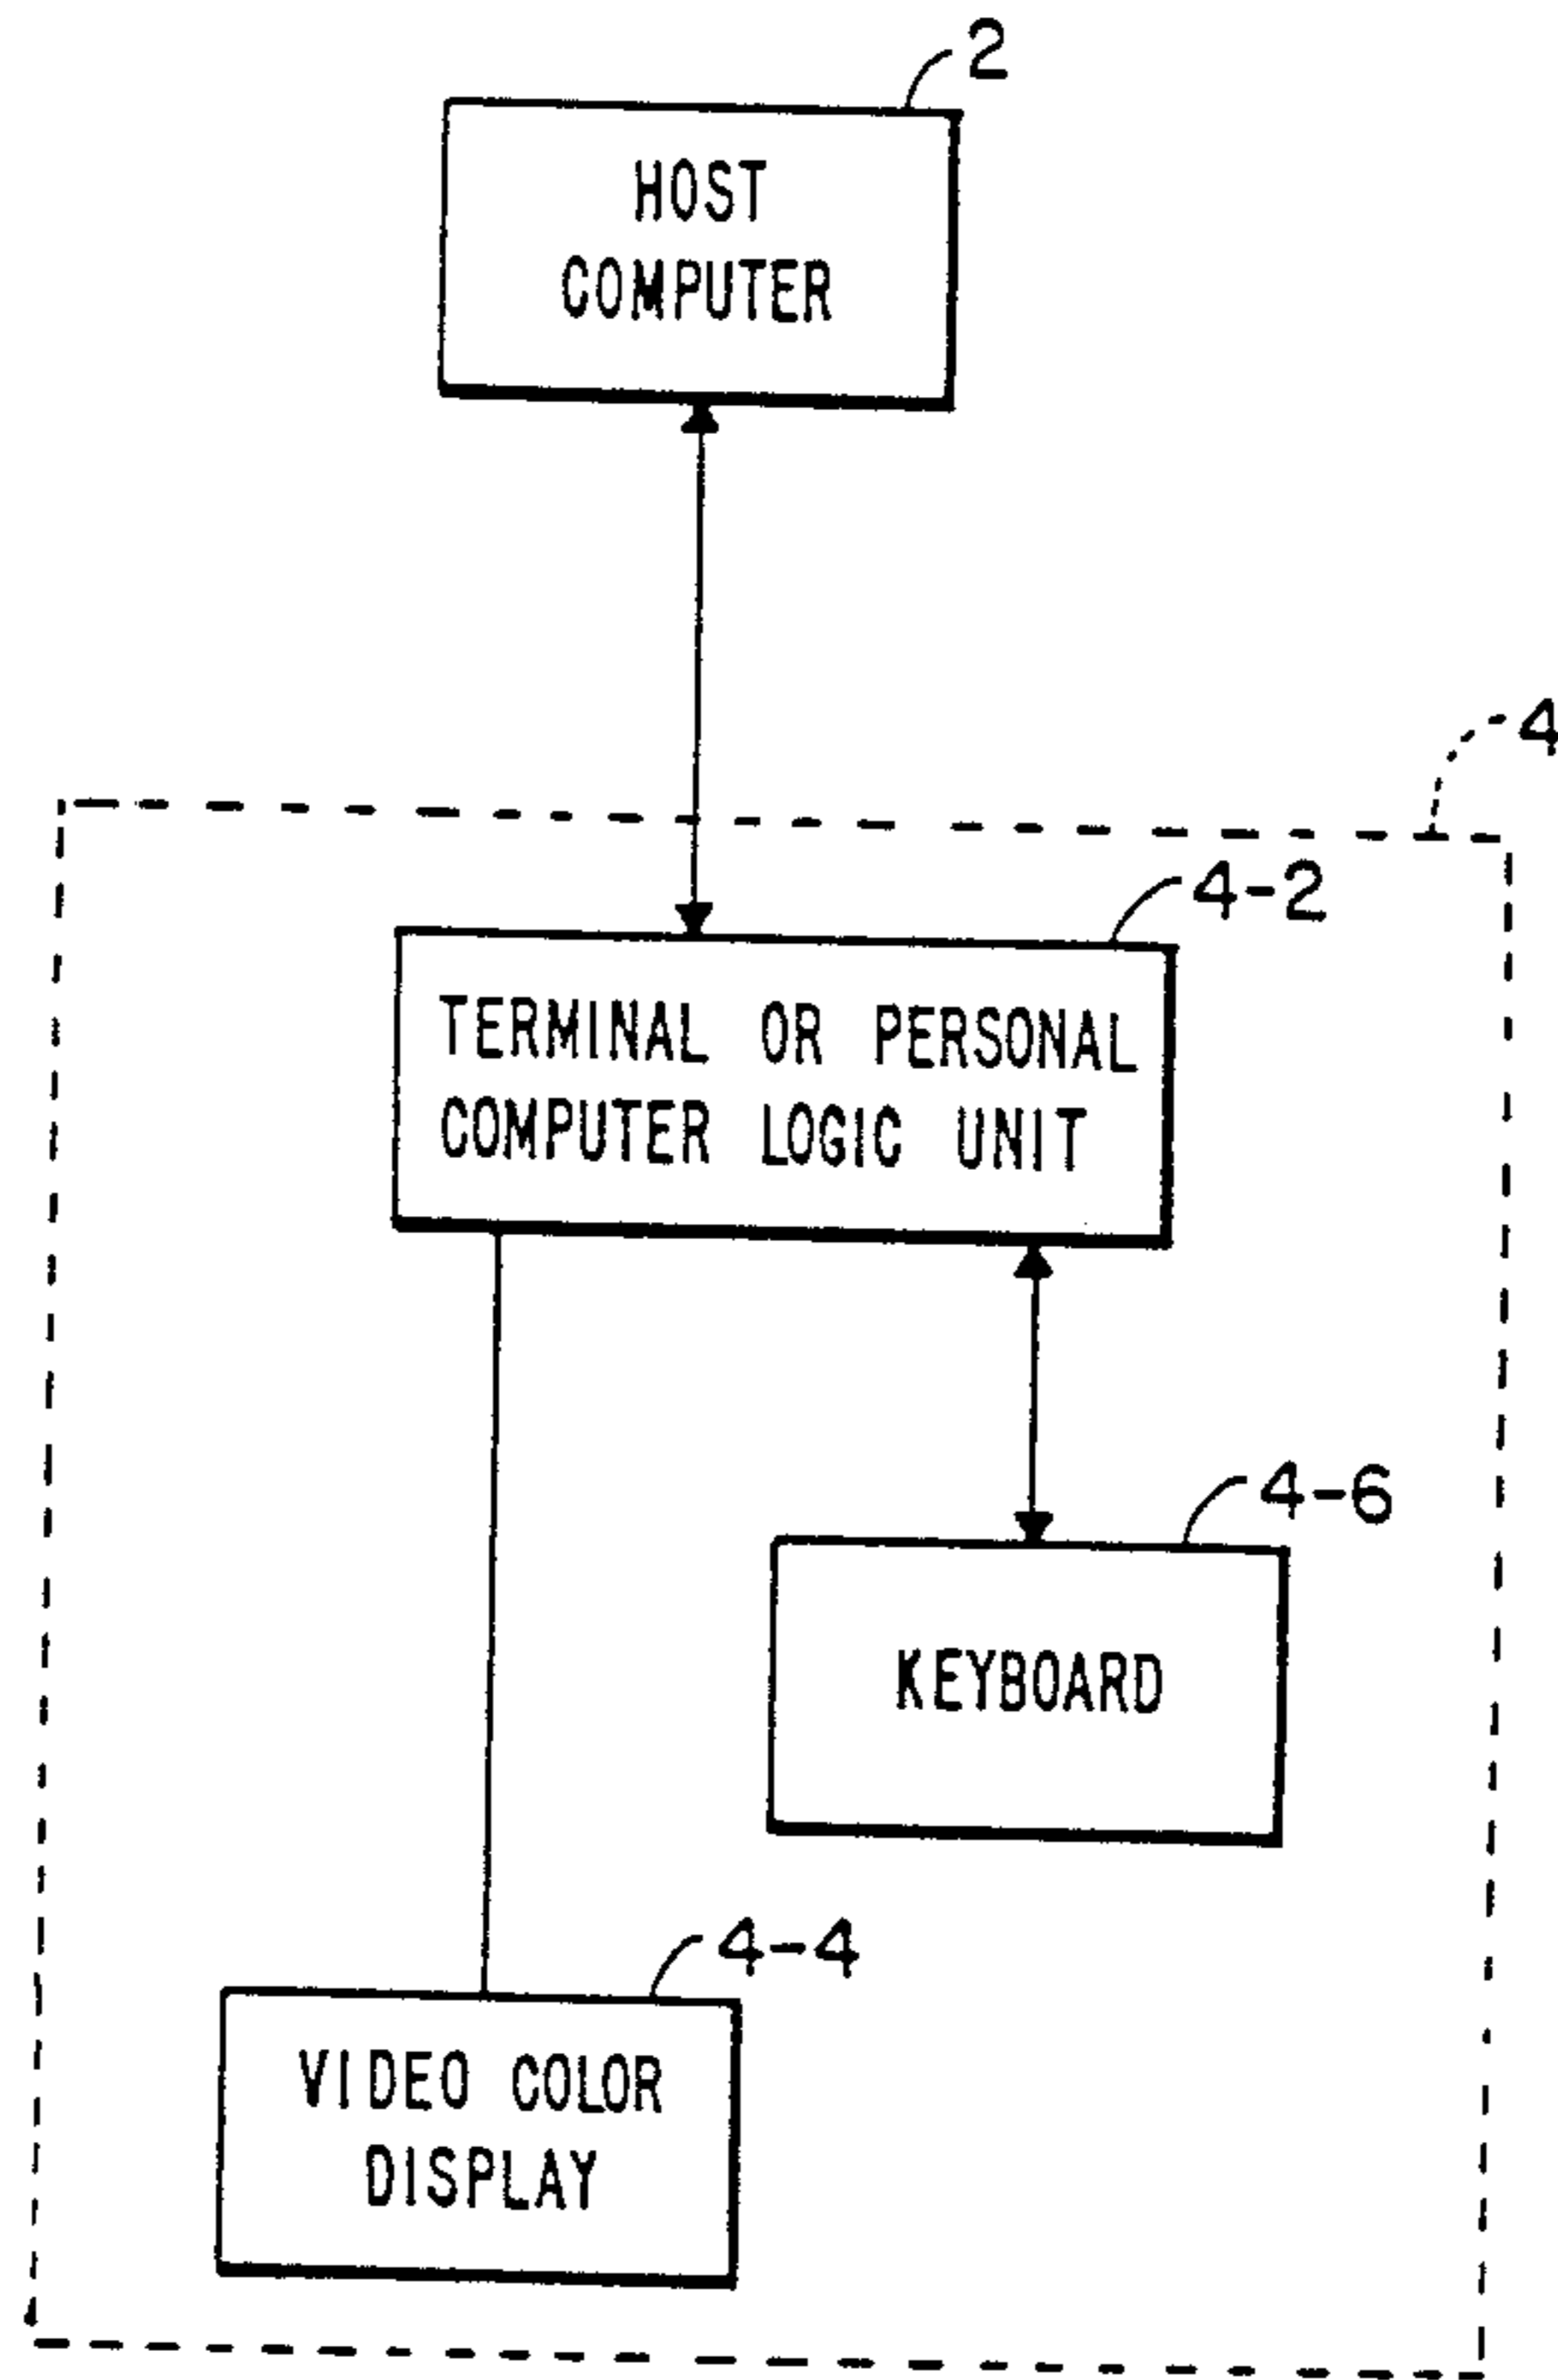 2
HOST
COMPUTER
4
4-2
TERMINAL OR PERSONAL
COMPUTER LOGIC UNIT
4-6
KEYBOARD
4-4
VIDEO COLOR
DISPLAY